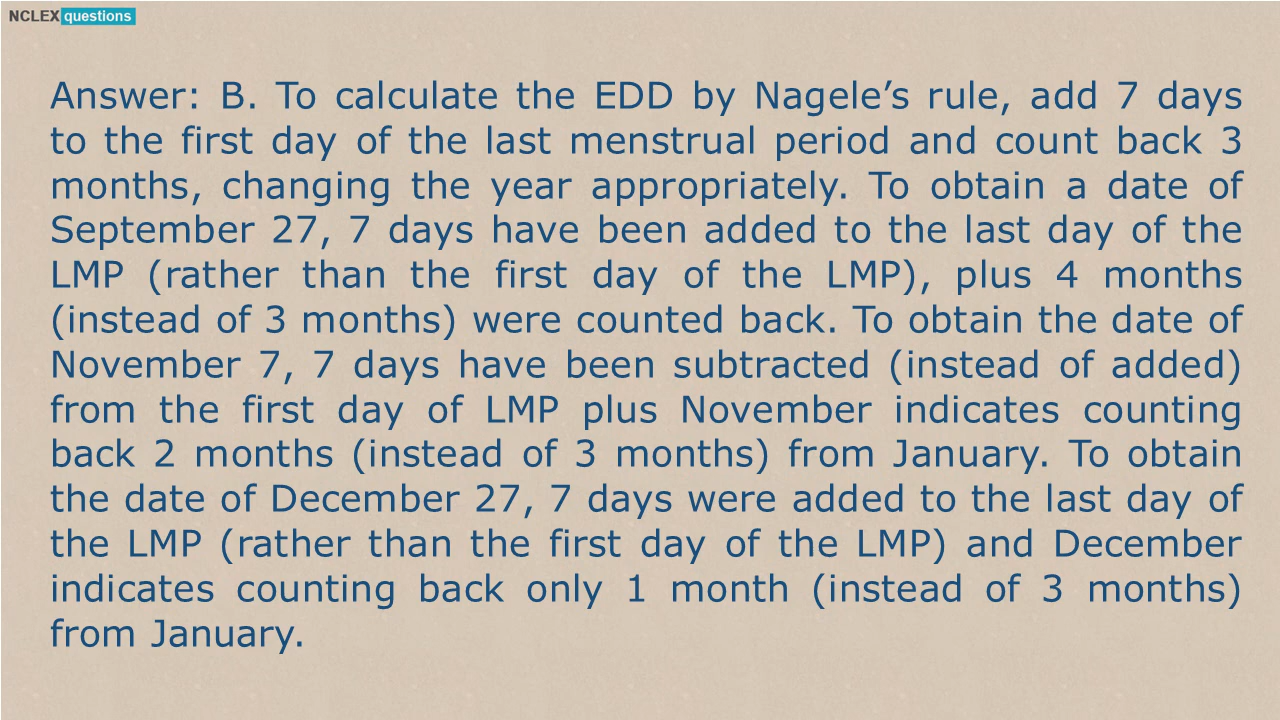 NCLEX questions
Answer: B. To calculate the EDD by Nagele’s rule, add 7 days
to the first day of the last menstrual period and count back 3
months, changing the year appropriately. To obtain a date of
September 27, 7 days have been added to the last day of the
LMP (rather than the first day of the LMP), plus 4 months
(instead of 3 months) were counted back. To obtain the date of
November 7, 7 days have been subtracted (instead of added)
from the first day of LMP plus November indicates counting
back 2 months (instead of 3 months) from January. To obtain
the date of December 27, 7 days were added to the last day of
the LMP (rather than the first day of the LMP) and December
indicates counting back only 1 month (instead of 3 months)
from January.